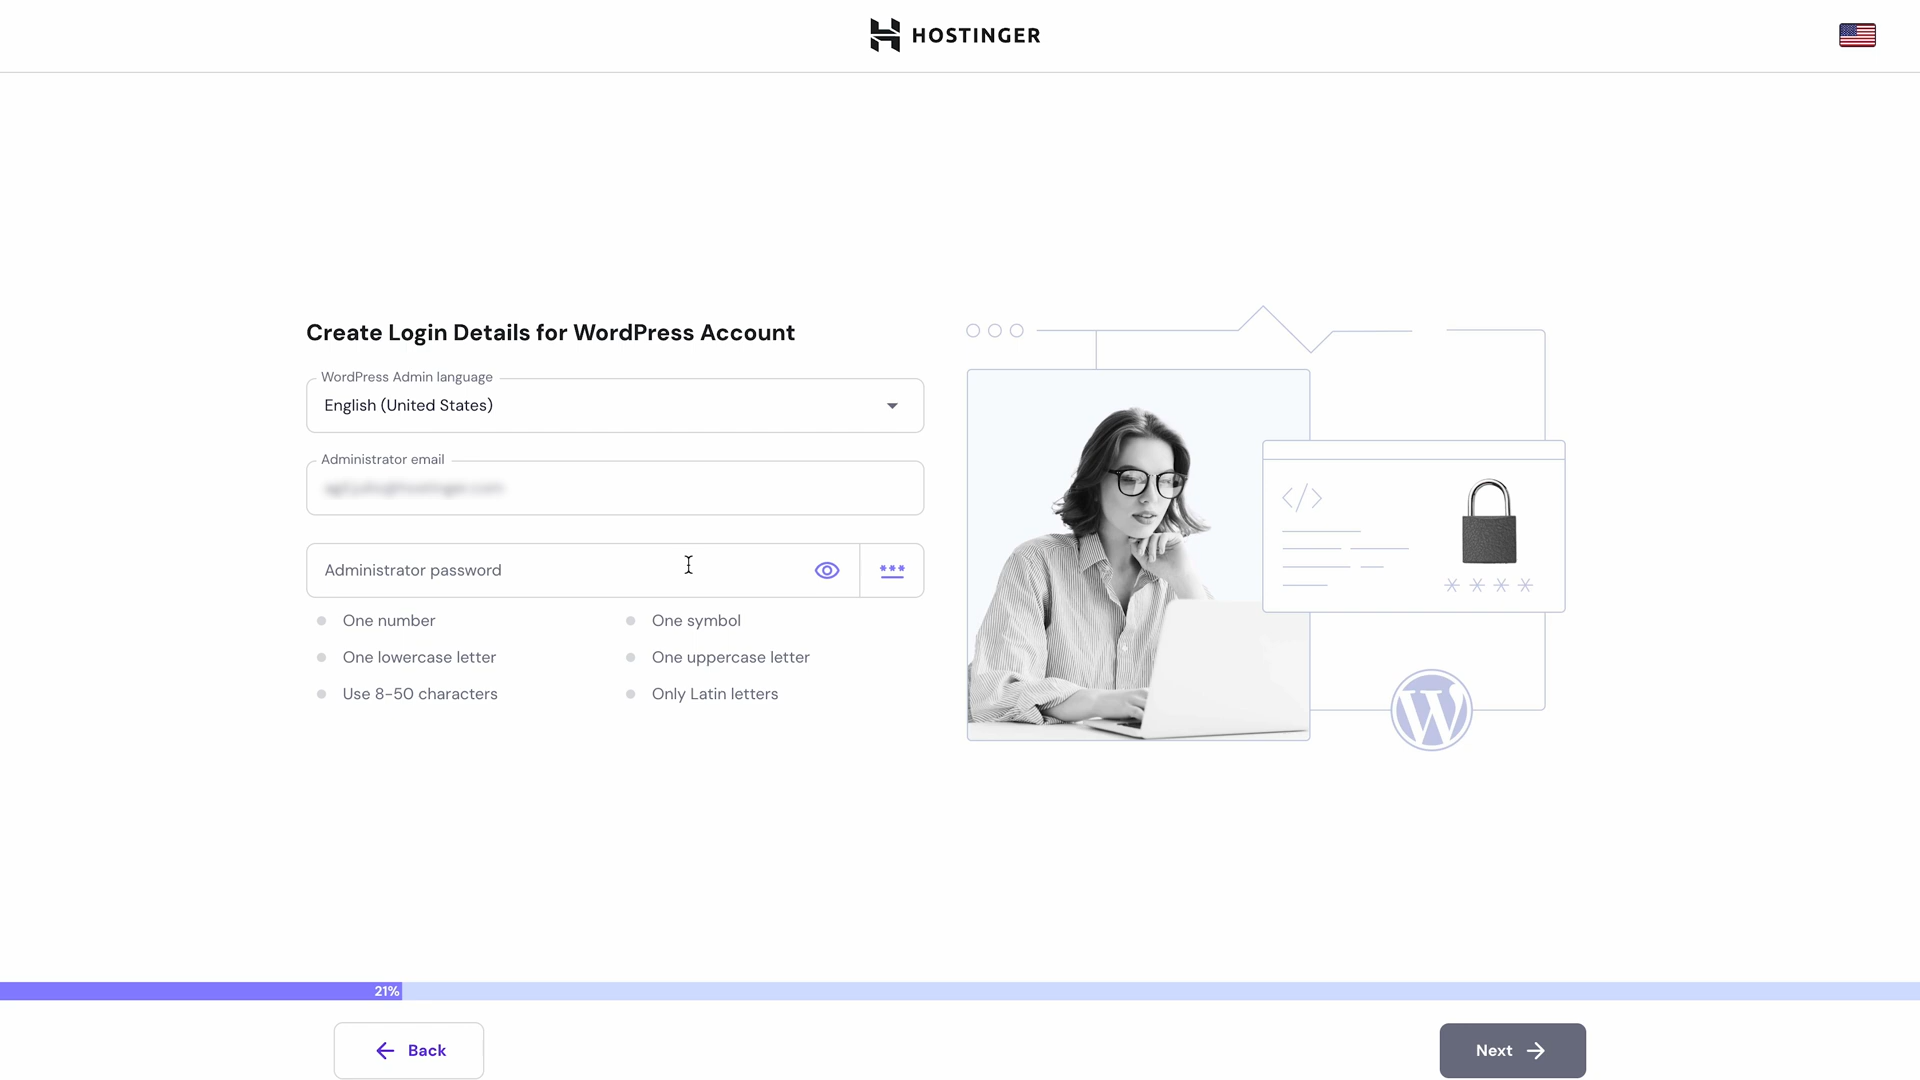 HOSTINGER
Create Login Details for WordPress Account
WordPress Admin language
English (United States)
Administrator email
Administrator password
***
One number
One symbol
One lowercase letter
One uppercase letter
Use 8-50 characters
Only Latin letters
</>
* * * *
W
21%
Back
Next